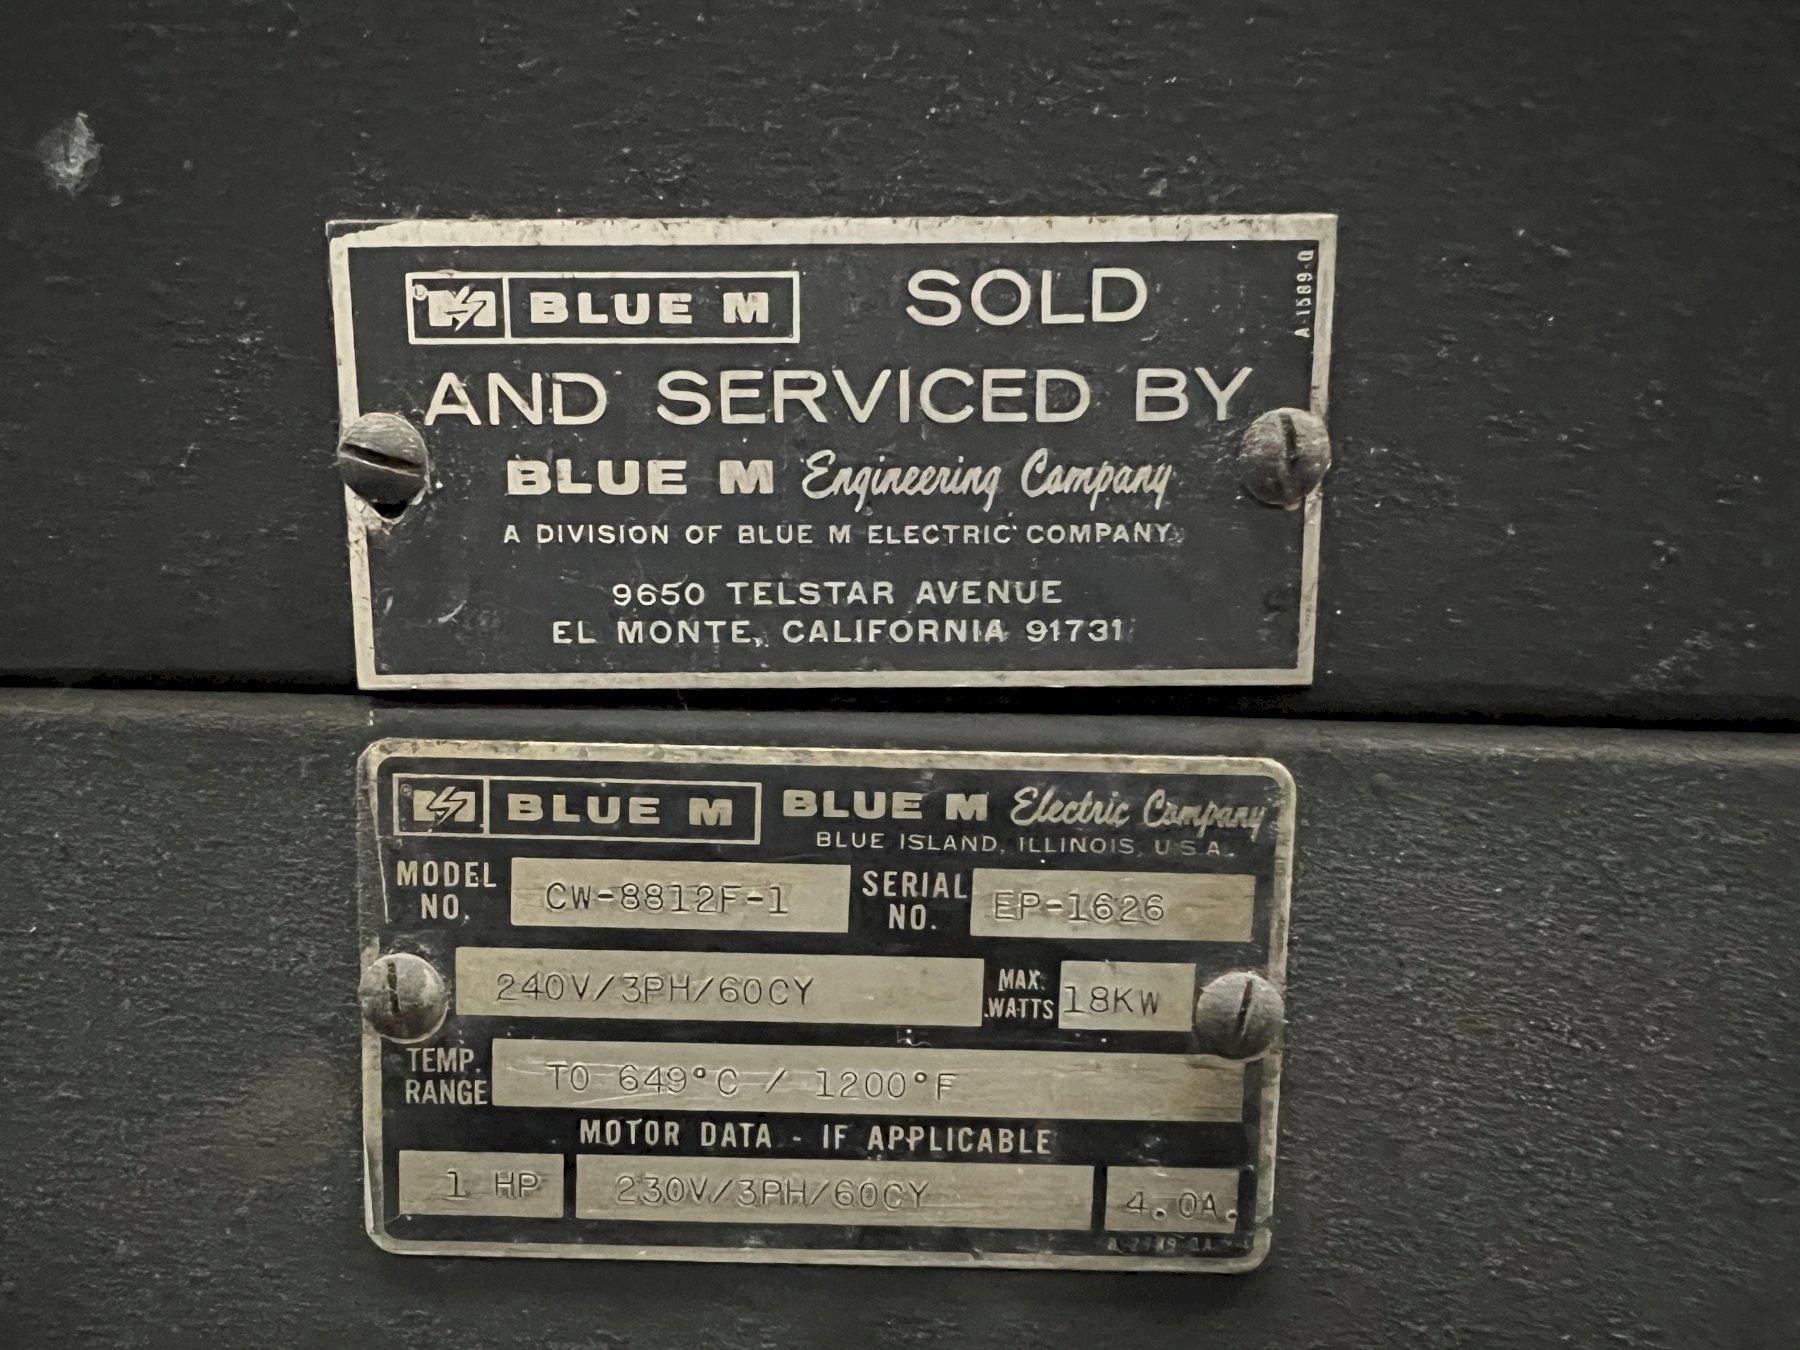 BLUE M SOLD
A-1589-Q
AND SERVICED BY
BLUE M Engineering Company
A DIVISION OF BLUE M ELECTRIC COMPANY
9650 TELSTAR AVENUE
EL MONTE, CALIFORNIA 91731
BLUE M BLUE M Electric Company
BLUE ISLAND, ILLINOIS, U.S.A.
MODEL NO. CW-8812F-1 SERIAL NO. EP-1626
240V/3PH/60CY MAX. WATTS 18KW
TEMP. RANGE TO 649°C / 1200°F
MOTOR DATA - IF APPLICABLE
1 HP 230V/3PH/60CY 4.0A.